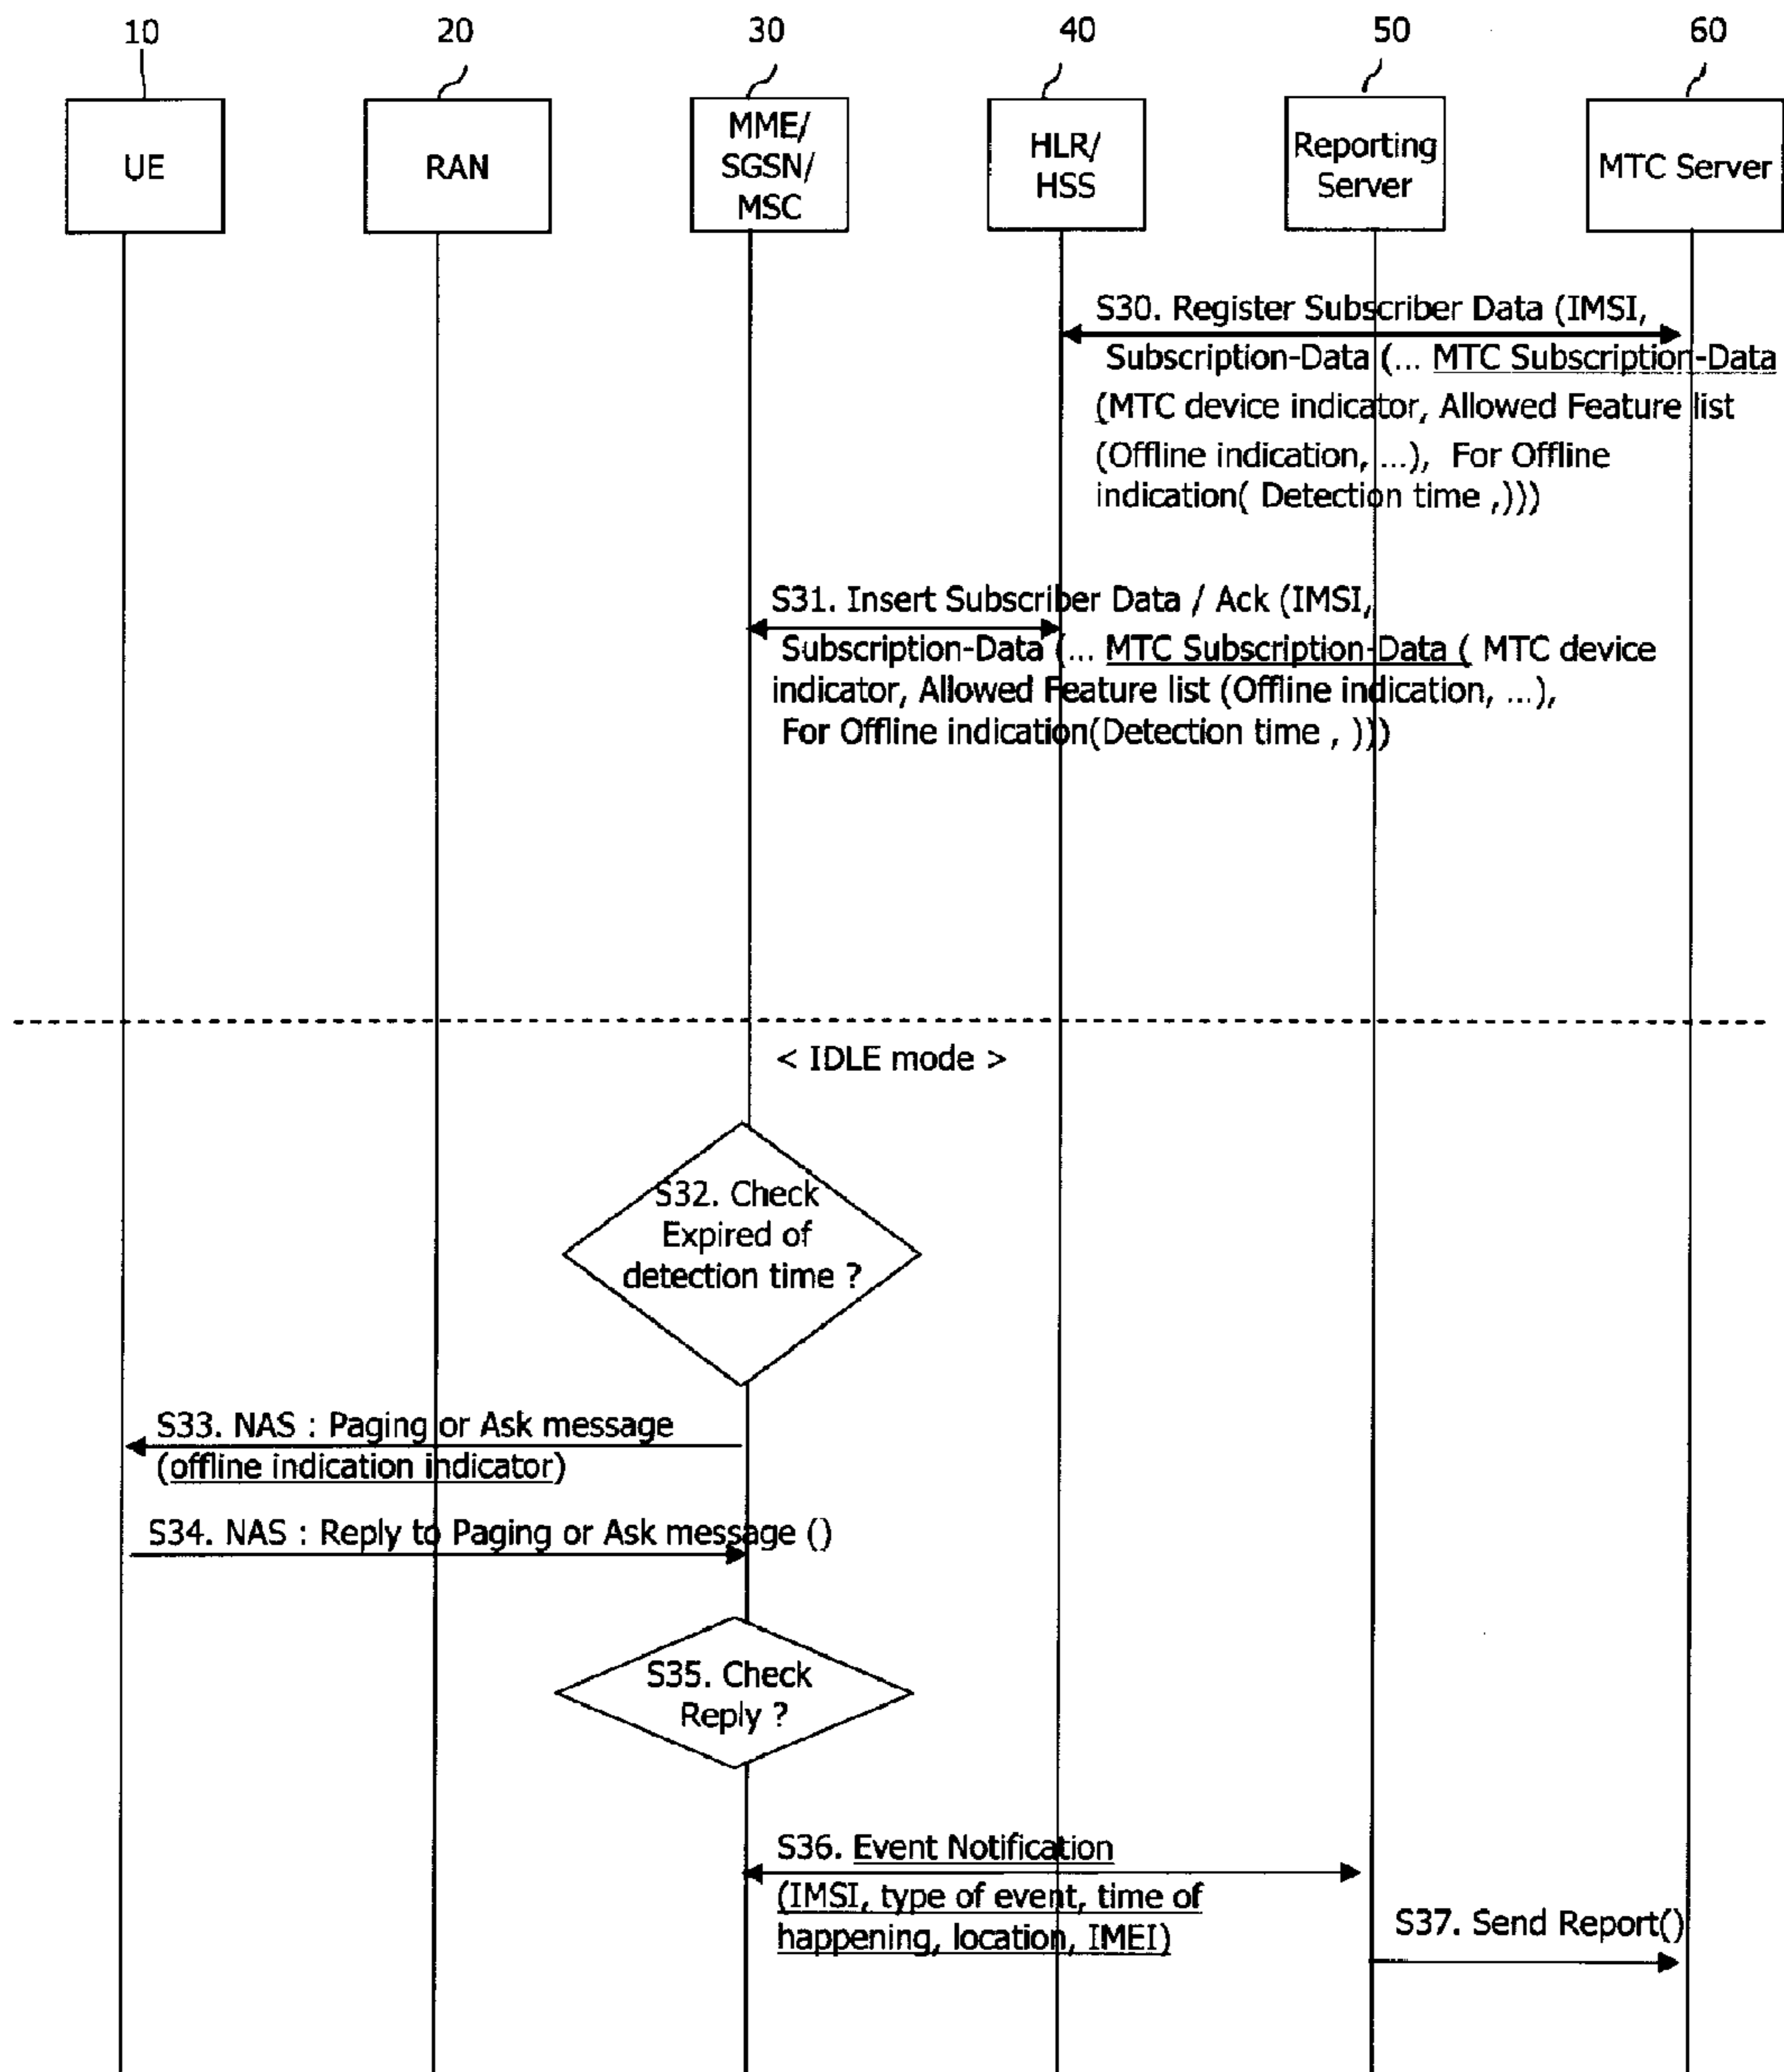 10
20
30
40
50
60
UE
RAN
MME/
SGSN/
MSC
HLR/
HSS
Reporting
Server
MTC Server
S30. Register Subscriber Data (IMSI,
Subscription-Data (... MTC Subscription-Data
(MTC device indicator, Allowed Feature list
(Offline indication, ...), For Offline
indication( Detection time ,)))
S31. Insert Subscriber Data / Ack (IMSI,
Subscription-Data (... MTC Subscription-Data ( MTC device
indicator, Allowed Feature list (Offline indication, ...),
For Offline indication(Detection time , )))
< IDLE mode >
S32. Check
Expired of
detection time ?
S33. NAS : Paging or Ask message
(offline indication indicator)
S34. NAS : Reply to Paging or Ask message ()
S35. Check
Reply ?
S36. Event Notification
(IMSI, type of event, time of
happening, location, IMEI)
S37. Send Report()